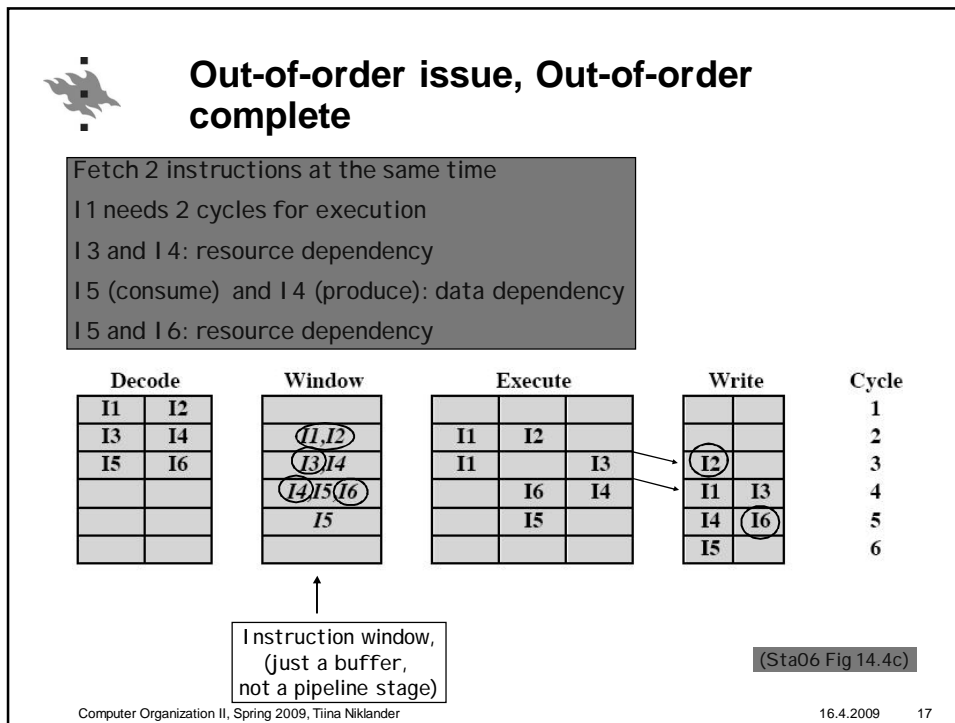 Out-of-order issue, Out-of-order
complete
Fetch 2 instructions at the same time
I1 needs 2 cycles for execution
I3 and I4: resource dependency
I5 (consume) and I4 (produce): data dependency
I5 and I6: resource dependency
Decode Window Execute Write Cycle
I1 I2 1
I3 I4 I1,I2 I1 I2 2
I5 I6 I3,I4 I1 I3 I2 3
I4,I5,I6 I6 I4 I1 I3 4
I5 I5 I4 I6 5
I5 6
Instruction window,
(just a buffer,
not a pipeline stage)
(Sta06 Fig 14.4c)
Computer Organization II, Spring 2009, Tiina Niklander 16.4.2009 17